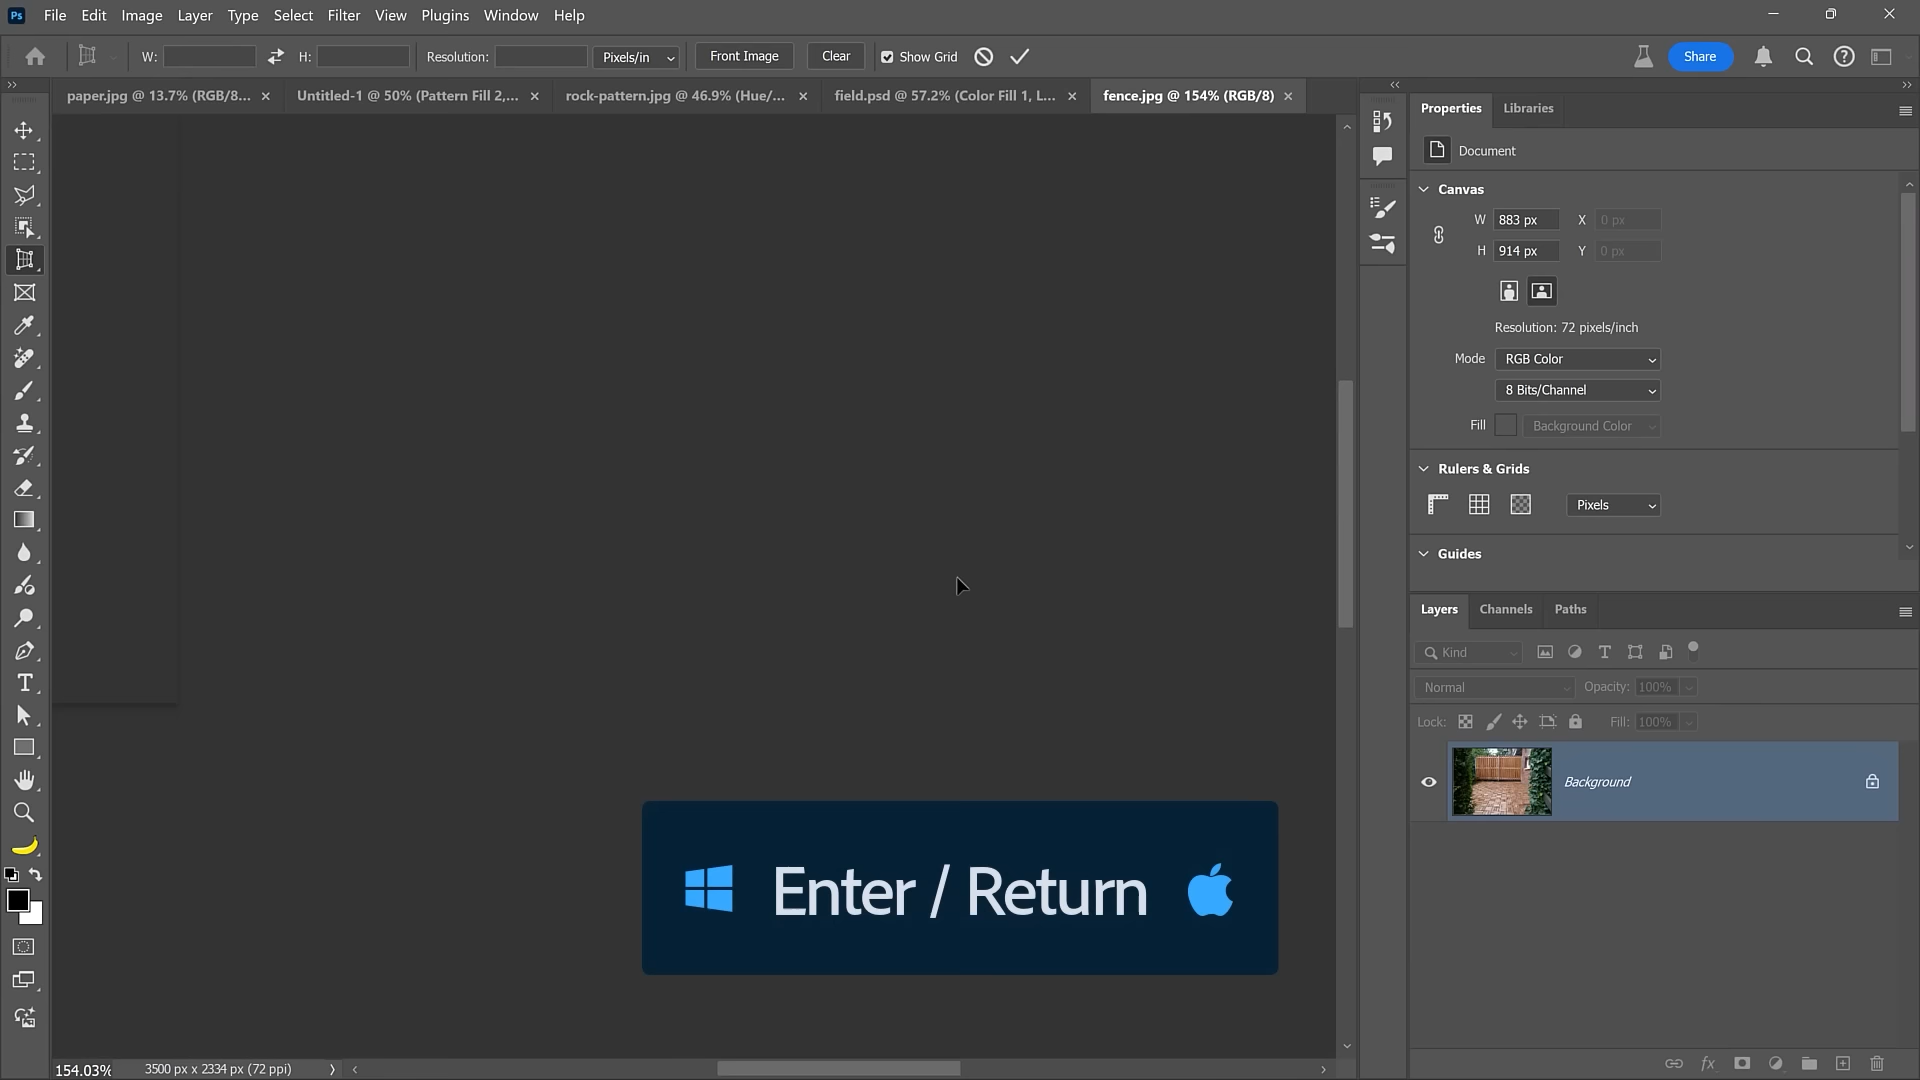 Ps File Edit Image Layer Type Select Filter View Plugins Window Help
W: H: Resolution: Pixels/in Front Image Clear Show Grid Share
paper.jpg @ 13.7% (RGB/8... Untitled-1 @ 50% (Pattern Fill 2,... rock-pattern.jpg @ 46.9% (Hue/... field.psd @ 57.2% (Color Fill 1, L... fence.jpg @ 154% (RGB/8)
Properties Libraries
Document
Canvas
W 883 px X 0 px
H 914 px Y 0 px
Resolution: 72 pixels/inch
Mode RGB Color
8 Bits/Channel
Fill Background Color
Rulers & Grids
Pixels
Guides
Layers Channels Paths
Kind
Normal Opacity: 100%
Lock: Fill: 100%
Background
Enter / Return
154.03% 3500 px x 2334 px (72 ppi)